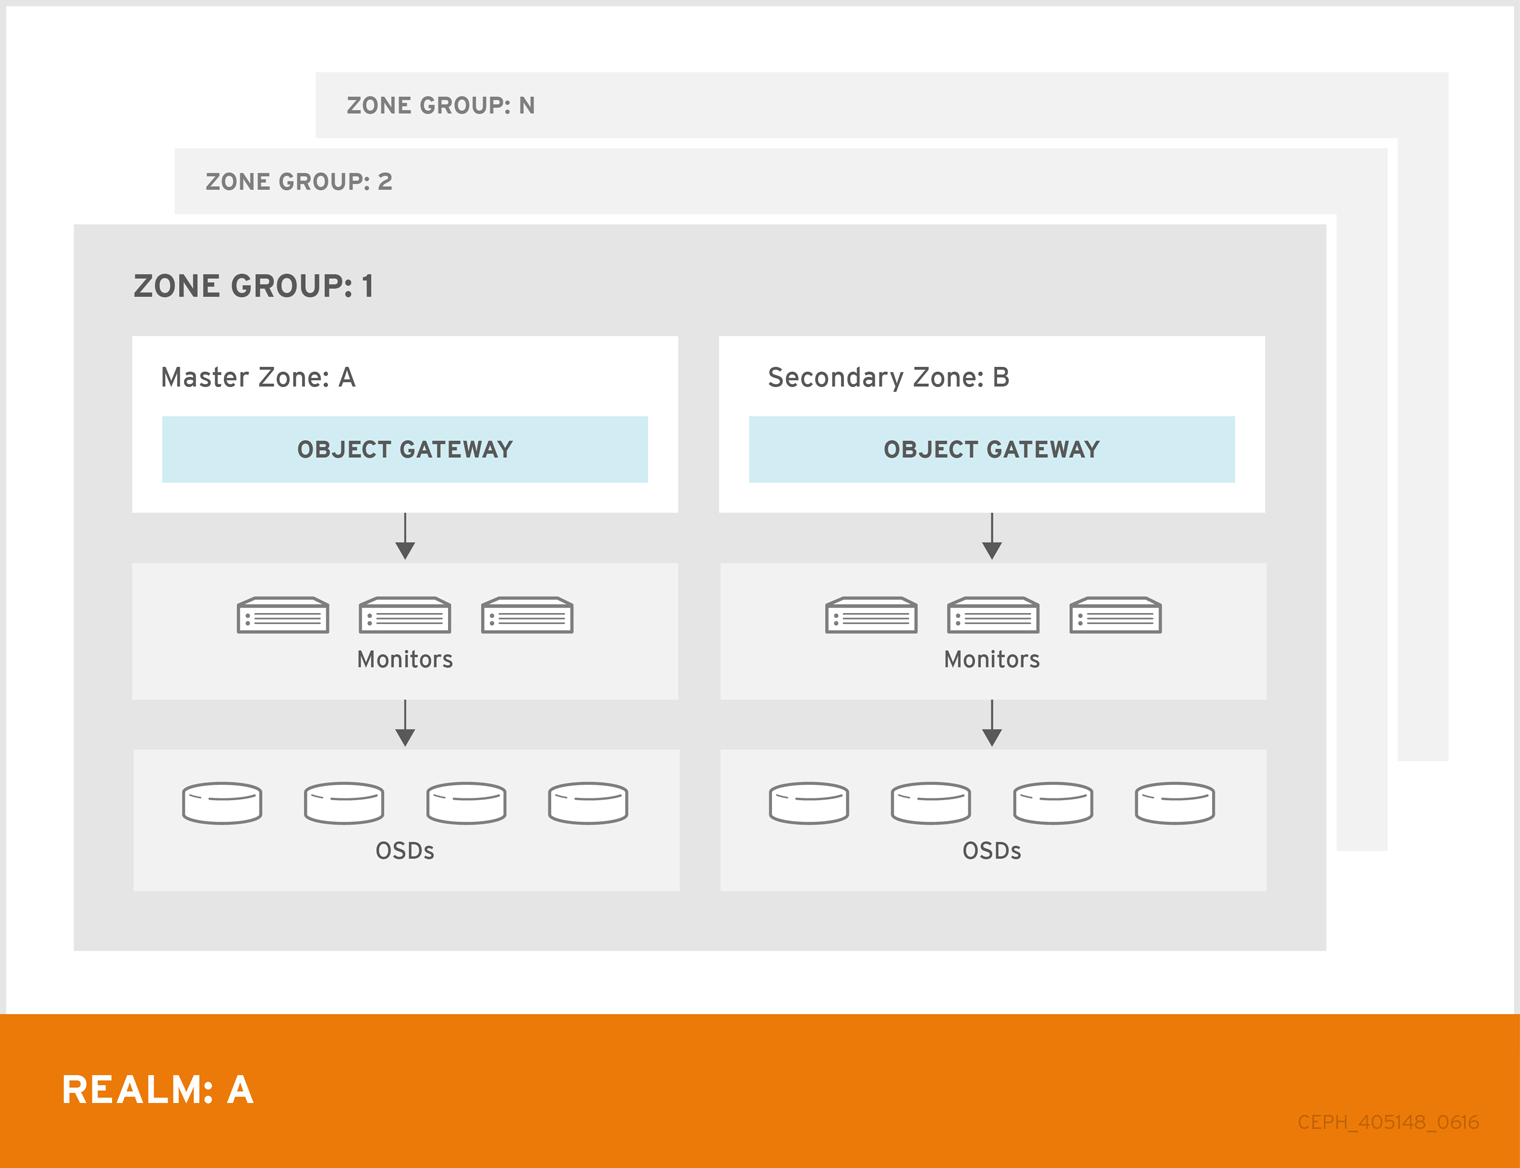 ZONE GROUP: N
ZONE GROUP: 2
ZONE GROUP: 1
Master Zone: A
Secondary Zone: B
OBJECT GATEWAY
OBJECT GATEWAY
Monitors
Monitors
OSDs
OSDs
REALM: A
CEPH_405148_0616